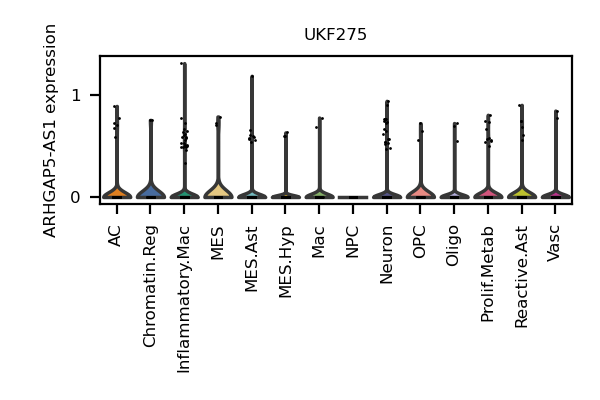 UKF275
ARHGAP5-AS1 expression
1
0
AC
Chromatin.Reg
Inflammatory.Mac
MES
MES.Ast
MES.Hyp
Mac
NPC
Neuron
OPC
Oligo
Prolif.Metab
Reactive.Ast
Vasc